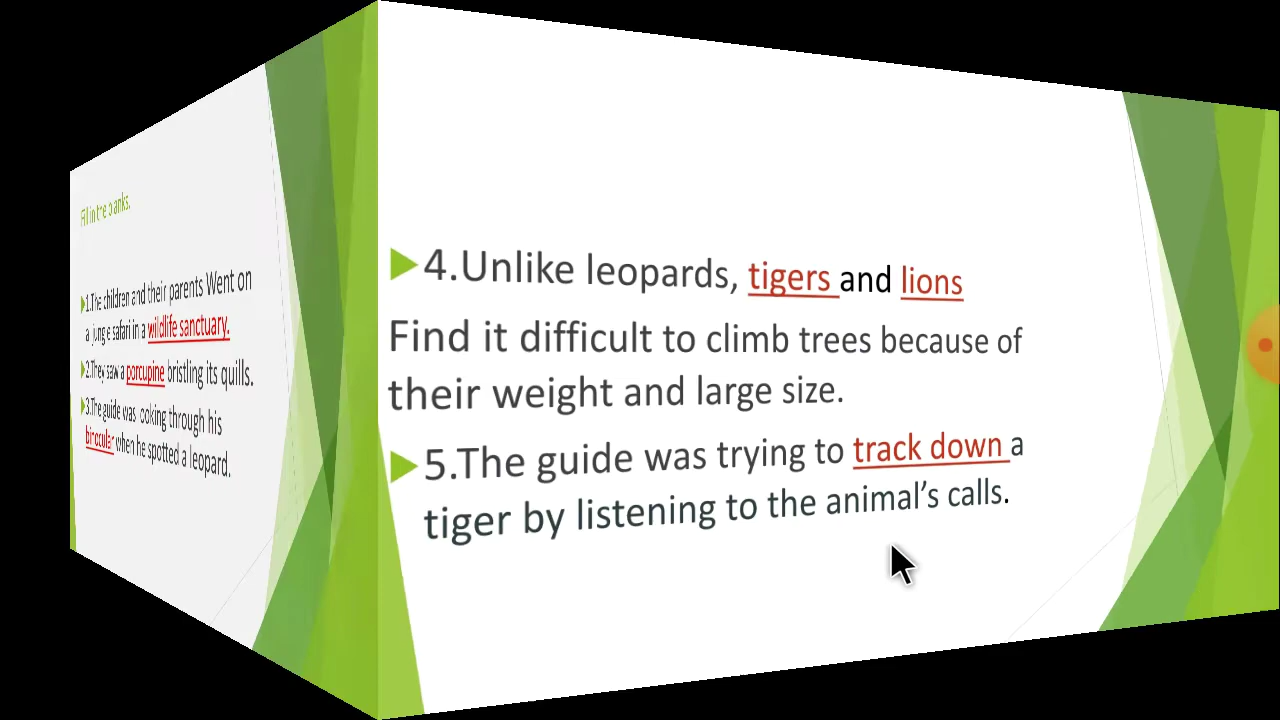 Fill in the blanks.
1.The children and their parents Went on
a jungle safari in a wildlife sanctuary.
2.They saw a porcupine bristling its quills.
3.The guide was looking through his
binocular when he spotted a leopard.
4.Unlike leopards, tigers and lions
Find it difficult to climb trees because of
their weight and large size.
5.The guide was trying to track down a
tiger by listening to the animal’s calls.